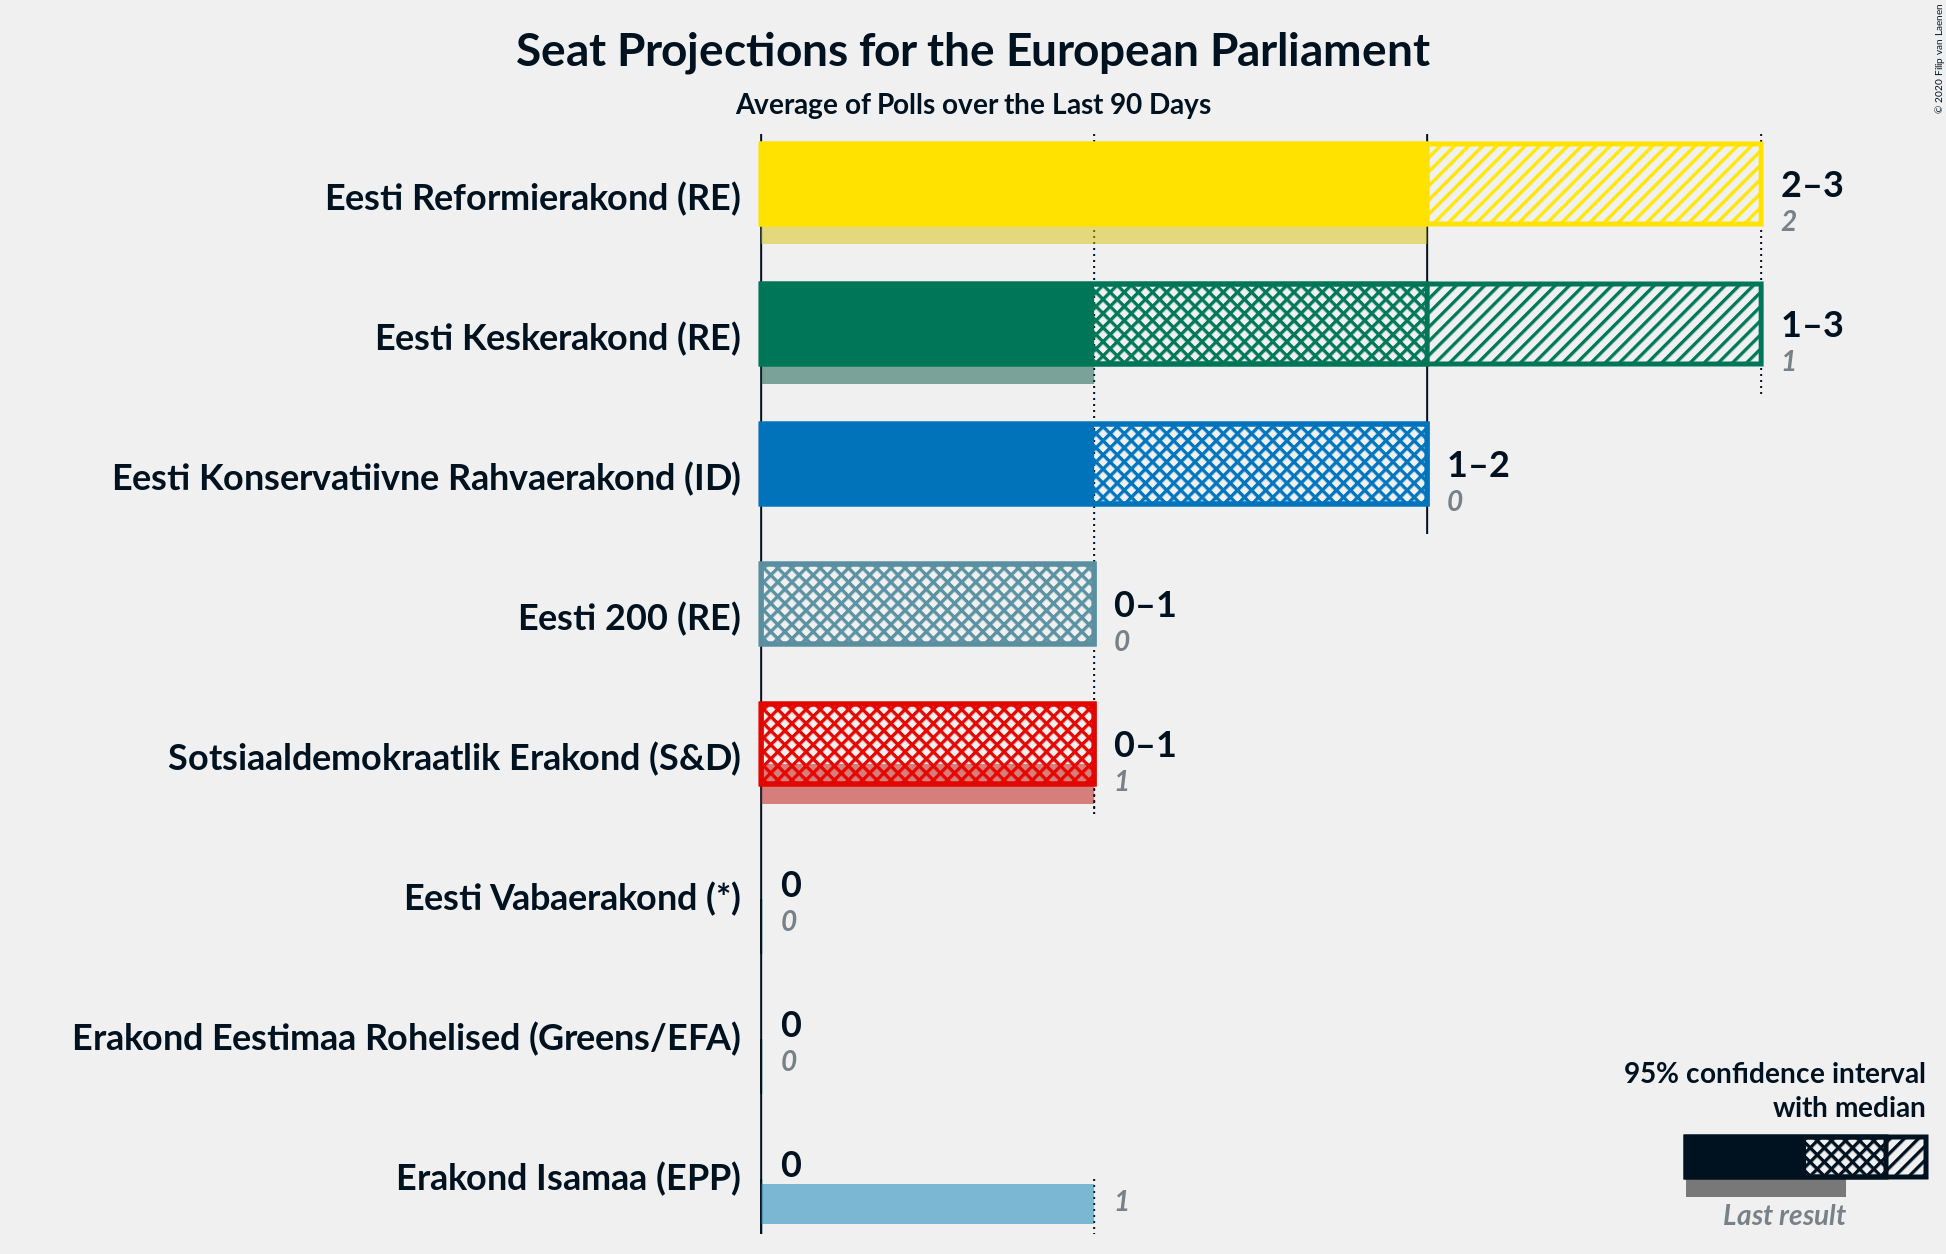 Seat Projections for the European Parliament
Average of Polls over the Last 90 Days
© 2020 Filip van Laenen
Eesti Reformierakond (RE)
2–3
2
Eesti Keskerakond (RE)
1–3
1
Eesti Konservatiivne Rahvaerakond (ID)
1–2
0
Eesti 200 (RE)
0–1
0
Sotsiaaldemokraatlik Erakond (S&D)
0–1
1
Eesti Vabaerakond (*)
0
0
Erakond Eestimaa Rohelised (Greens/EFA)
0
0
Erakond Isamaa (EPP)
0
1
95% confidence interval
with median
Last result